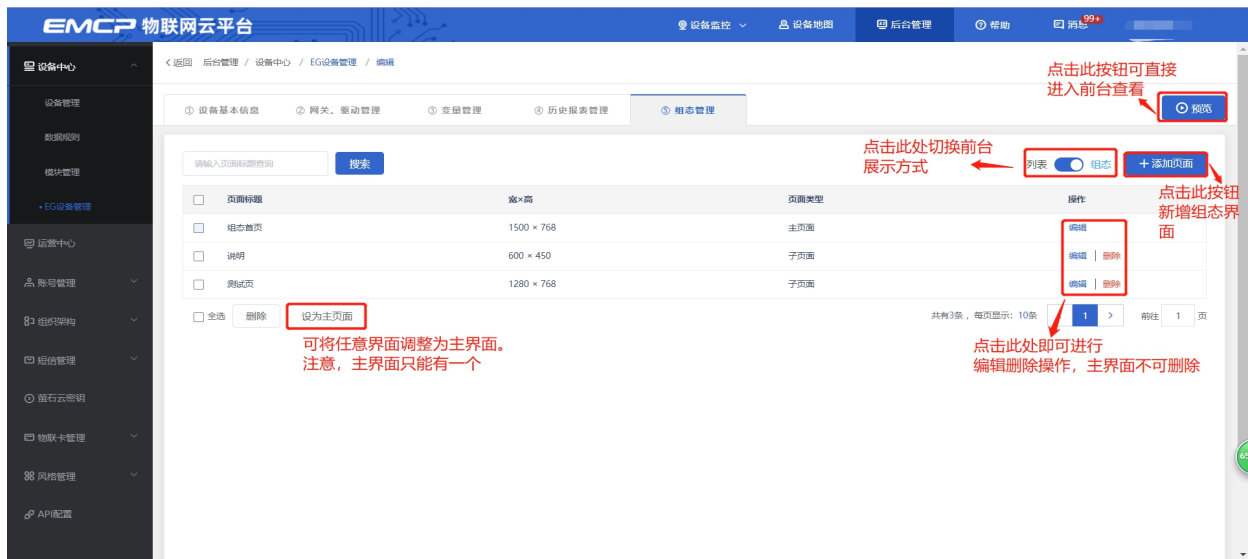 EMCP 物联网云平台
设备监控
设备地图
后台管理
帮助
消息
99+
设备中心
设备管理
数据规则
模块管理
• EG设备管理
运营中心
账号管理
组织架构
短信管理
萤石云密钥
物联卡管理
风格管理
API配置
返回 后台管理 / 设备中心 / EG设备管理 / 编辑
① 设备基本信息
② 网关、驱动管理
③ 变量管理
④ 历史报表管理
⑤ 组态管理
点击此按钮可直接
进入前台查看
预览
请输入页面标题查询
搜索
点击此处切换前台
展示方式
列表
组态
+ 添加页面
点击此按钮
新增组态界
面
页面标题 宽×高 页面类型 操作
组态首页 1500 × 768 主页面 编辑
说明 600 × 450 子页面 编辑 | 删除
测试页 1280 × 768 子页面 编辑 | 删除
全选
删除
设为主页面
共有3条 , 每页显示: 10条
1
>
前往 1 页
可将任意界面调整为主界面。
注意，主界面只能有一个
点击此处即可进行
编辑删除操作，主界面不可删除
65